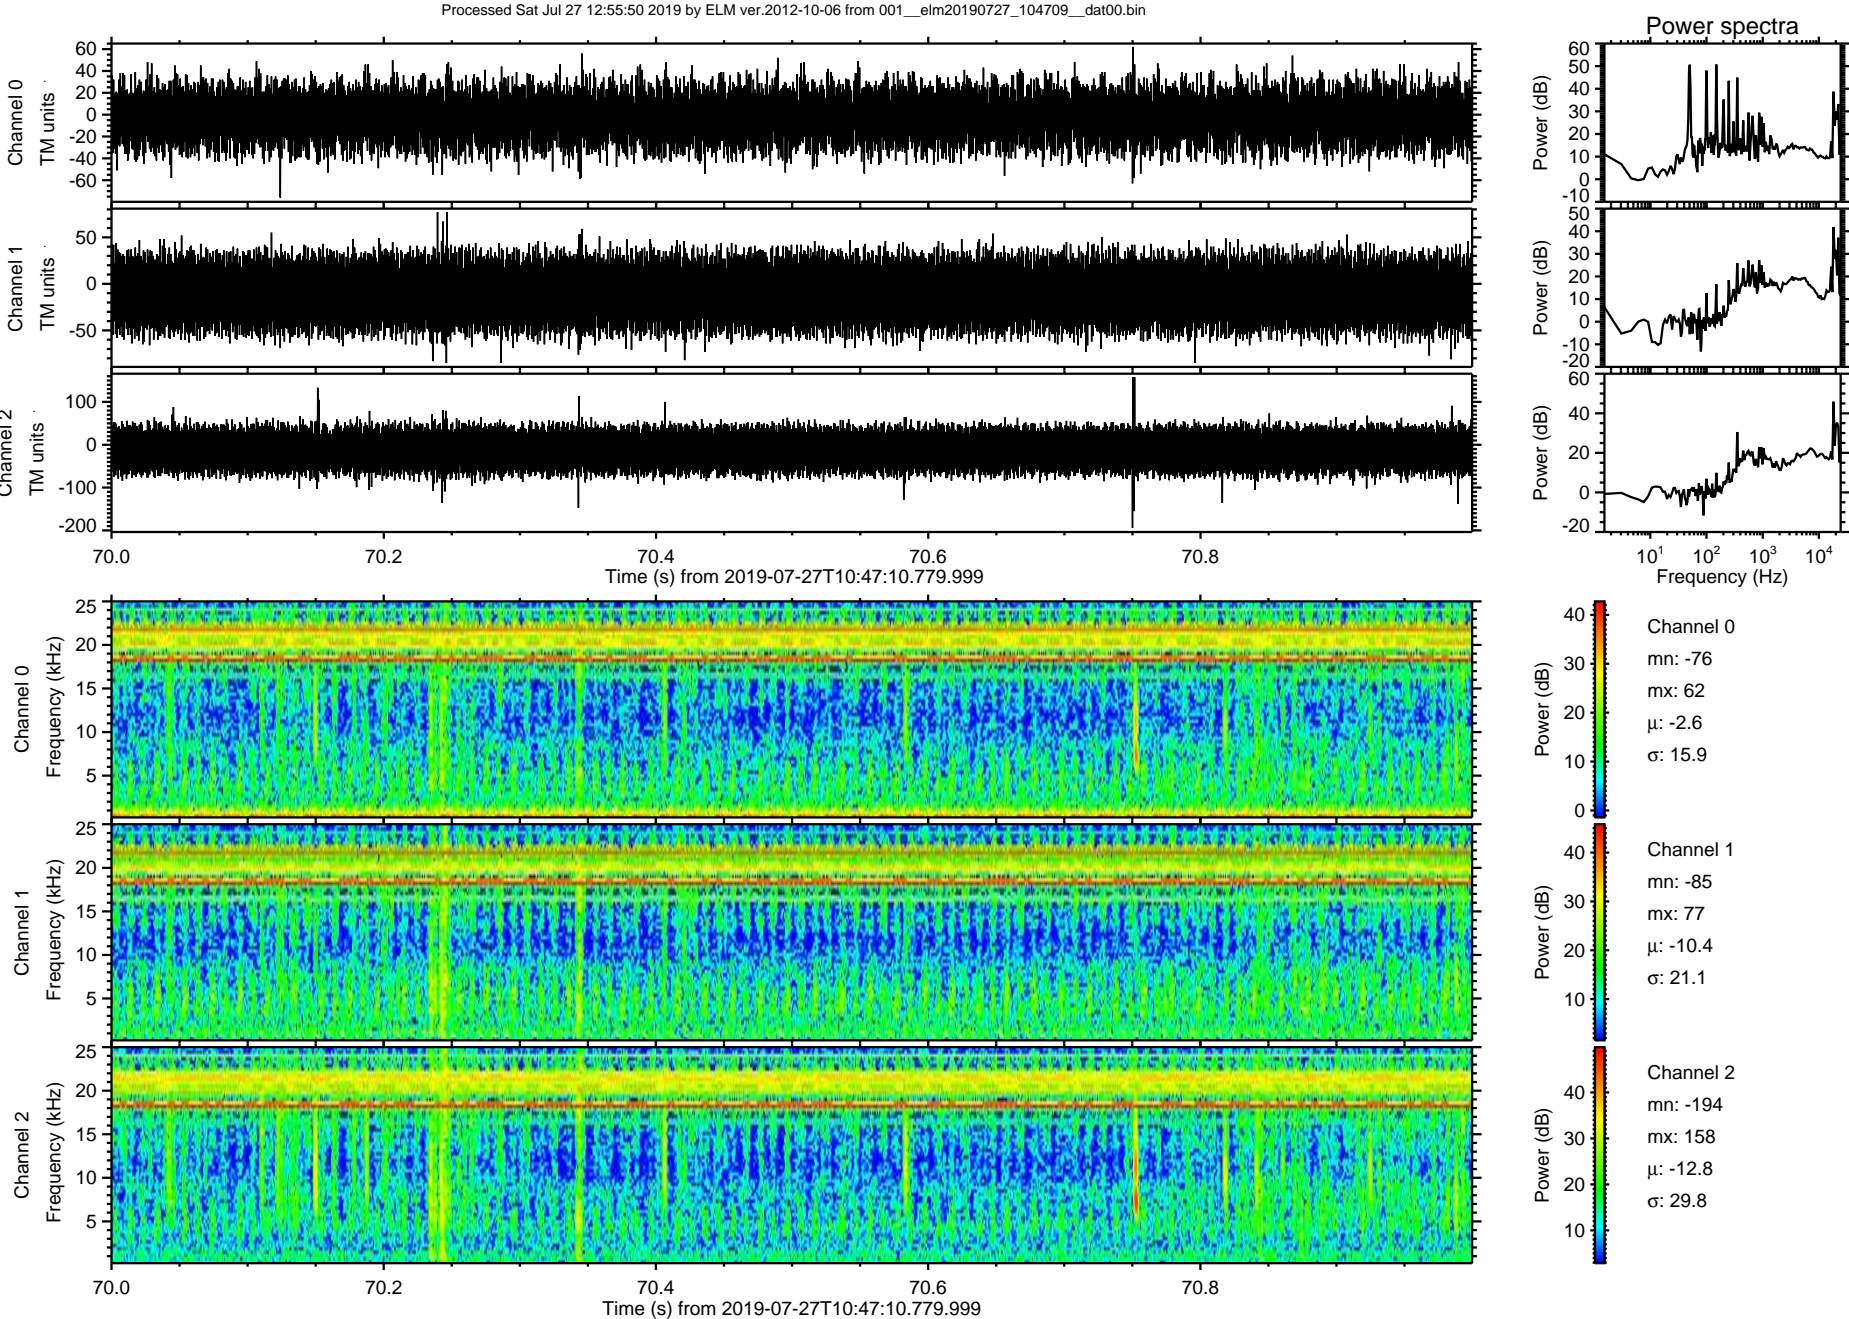 Processed Sat Jul 27 12:55:50 2019 by ELM ver.2012-10-06 from 001__elm20190727_104709__dat00.bin
Power spectra
Channel 0
TM units
60
40
20
0
-20
-40
-60
Power (dB)
60
50
40
30
20
10
0
-10
Channel 1
TM units
50
0
-50
Power (dB)
50
40
30
20
10
0
-10
-20
Channel 2
TM units
100
0
-100
-200
Power (dB)
60
40
20
0
-20
70.0 70.2 70.4 70.6 70.8
Time (s) from 2019-07-27T10:47:10.779.999
10¹ 10² 10³ 10⁴
Frequency (Hz)
Channel 0
Frequency (kHz)
25
20
15
10
5
Power (dB)
40
30
20
10
0
Channel 0
mn: -76
mx: 62
μ: -2.6
σ: 15.9
Channel 1
Frequency (kHz)
25
20
15
10
5
Power (dB)
40
30
20
10
Channel 1
mn: -85
mx: 77
μ: -10.4
σ: 21.1
Channel 2
Frequency (kHz)
25
20
15
10
5
Power (dB)
40
30
20
10
Channel 2
mn: -194
mx: 158
μ: -12.8
σ: 29.8
70.0 70.2 70.4 70.6 70.8
Time (s) from 2019-07-27T10:47:10.779.999